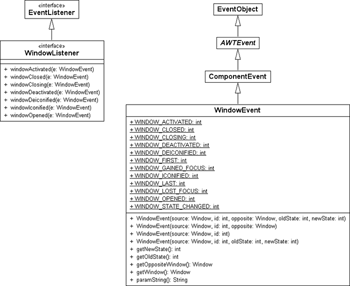 «interface»
EventListener
«interface»
WindowListener
+ windowActivated(e: WindowEvent)
+ windowClosed(e: WindowEvent)
+ windowClosing(e: WindowEvent)
+ windowDeactivated(e: WindowEvent)
+ windowDeiconified(e: WindowEvent)
+ windowIconified(e: WindowEvent)
+ windowOpened(e: WindowEvent)
EventObject
AWTEvent
ComponentEvent
WindowEvent
+ WINDOW_ACTIVATED: int
+ WINDOW_CLOSED: int
+ WINDOW_CLOSING: int
+ WINDOW_DEACTIVATED: int
+ WINDOW_DEICONIFIED: int
+ WINDOW_FIRST: int
+ WINDOW_GAINED_FOCUS: int
+ WINDOW_ICONIFIED: int
+ WINDOW_LAST: int
+ WINDOW_LOST_FOCUS: int
+ WINDOW_OPENED: int
+ WINDOW_STATE_CHANGED: int
+ WindowEvent(source: Window, id: int, opposite: Window, oldState: int, newState: int)
+ WindowEvent(source: Window, id: int, opposite: Window)
+ WindowEvent(source: Window, id: int)
+ WindowEvent(source: Window, id: int, oldState: int, newState: int)
+ getNewState(): int
+ getOldState(): int
+ getOppositeWindow(): Window
+ getWindow(): Window
+ paramString(): String